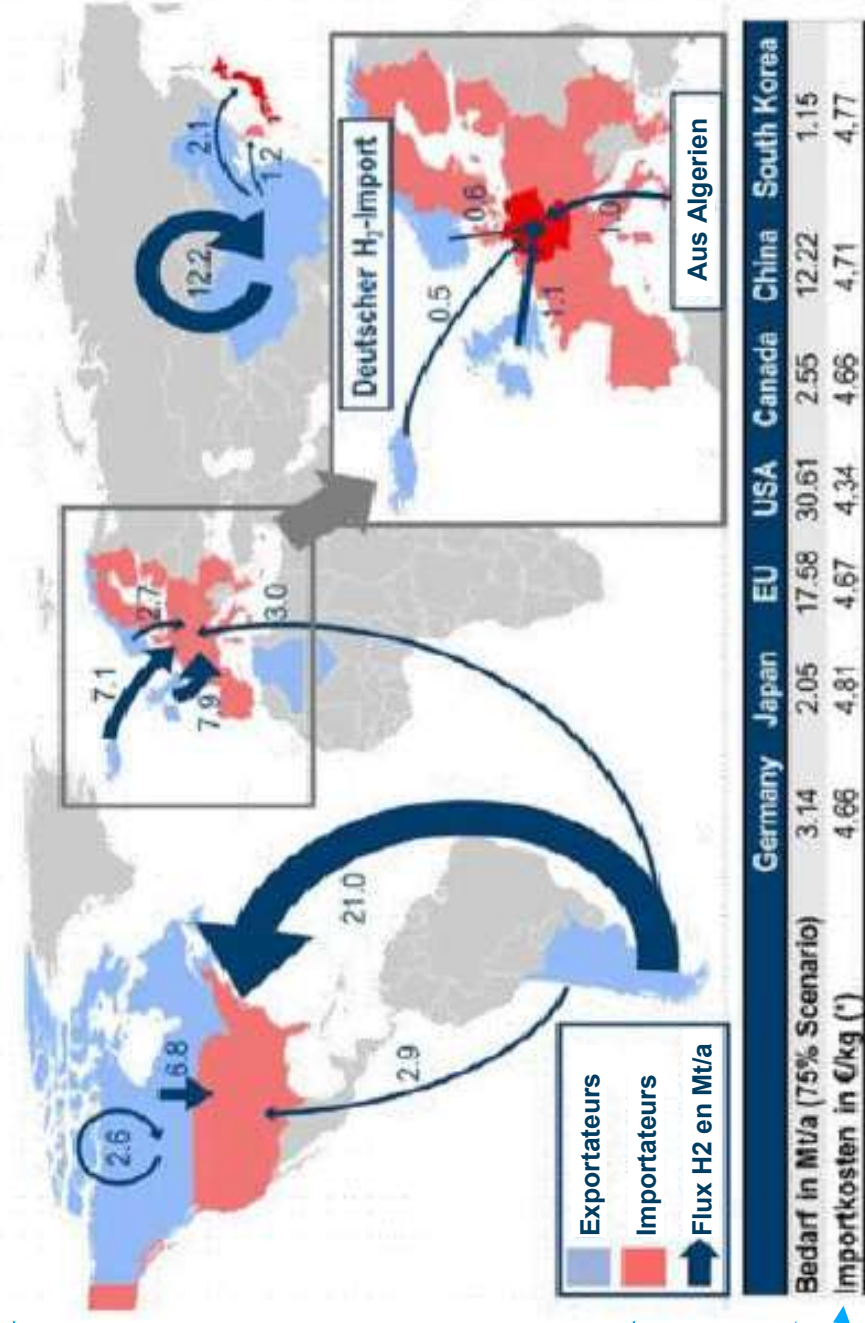 2.6
6.8
21.0
2.9
7.1
2.7
7.9
3.0
12.2
2.1
1.2
Deutscher H₂-Import
0.5
0.6
1.1
1.0
Aus Algerien
Exportateurs
Importateurs
Flux H2 en Mt/a
Germany Japan EU USA Canada China South Korea
Bedarf in Mt/a (75% Scenario) 3.14 2.05 17.58 30.61 2.55 12.22 1.15
Importkosten in €/kg (*) 4.66 4.81 4.67 4.34 4.66 4.71 4.77